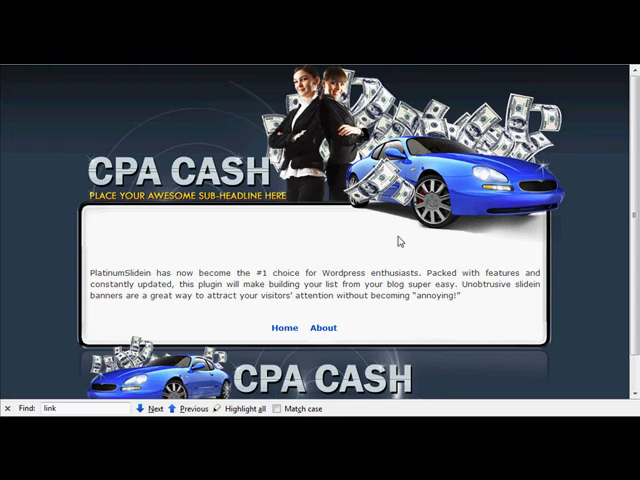 CPA CASH
PLACE YOUR AWESOME SUB-HEADLINE HERE
PlatinumSlidein has now become the #1 choice for Wordpress enthusiasts. Packed with features and
constantly updated, this plugin will make building your list from your blog super easy. Unobtrusive slidein
banners are a great way to attract your visitors' attention without becoming “annoying!”
Home About
CPA CASH
Find: link Next Previous Highlight all Match case